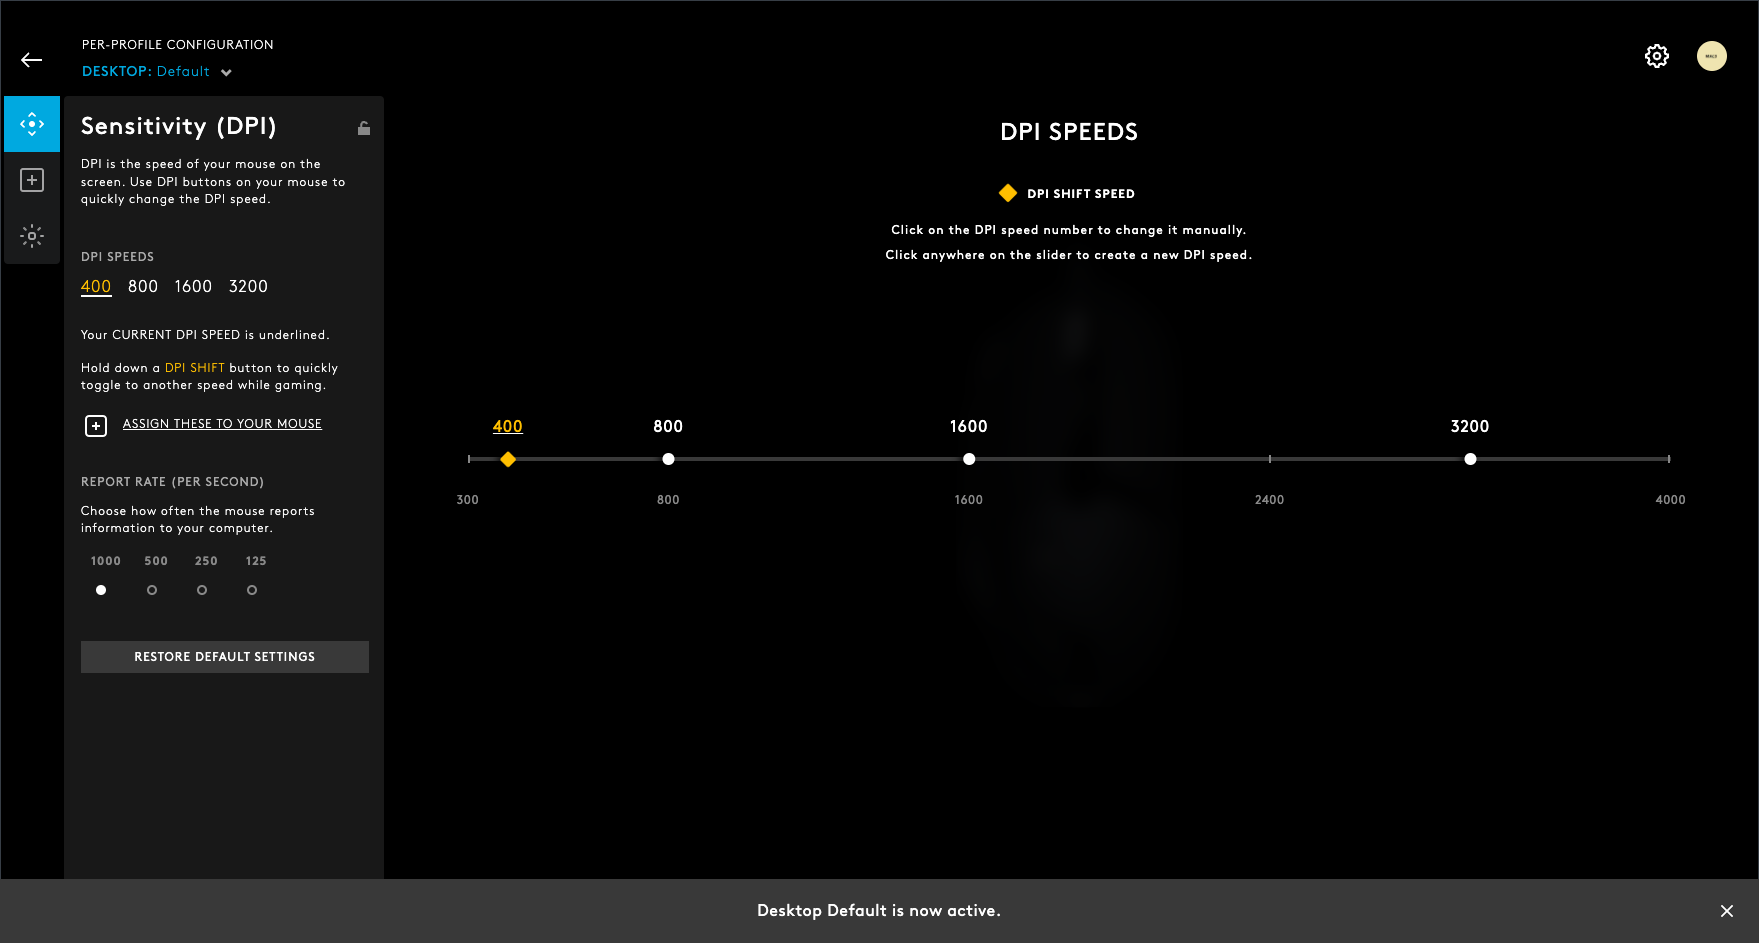 PER-PROFILE CONFIGURATION
DESKTOP: Default
Sensitivity (DPI)
DPI is the speed of your mouse on the
screen. Use DPI buttons on your mouse to
quickly change the DPI speed.
DPI SPEEDS
400 800 1600 3200
Your CURRENT DPI SPEED is underlined.
Hold down a DPI SHIFT button to quickly
toggle to another speed while gaming.
ASSIGN THESE TO YOUR MOUSE
REPORT RATE (PER SECOND)
Choose how often the mouse reports
information to your computer.
1000 500 250 125
RESTORE DEFAULT SETTINGS
DPI SPEEDS
DPI SHIFT SPEED
Click on the DPI speed number to change it manually.
Click anywhere on the slider to create a new DPI speed.
400 800 1600 3200
300 800 1600 2400 4000
Desktop Default is now active.